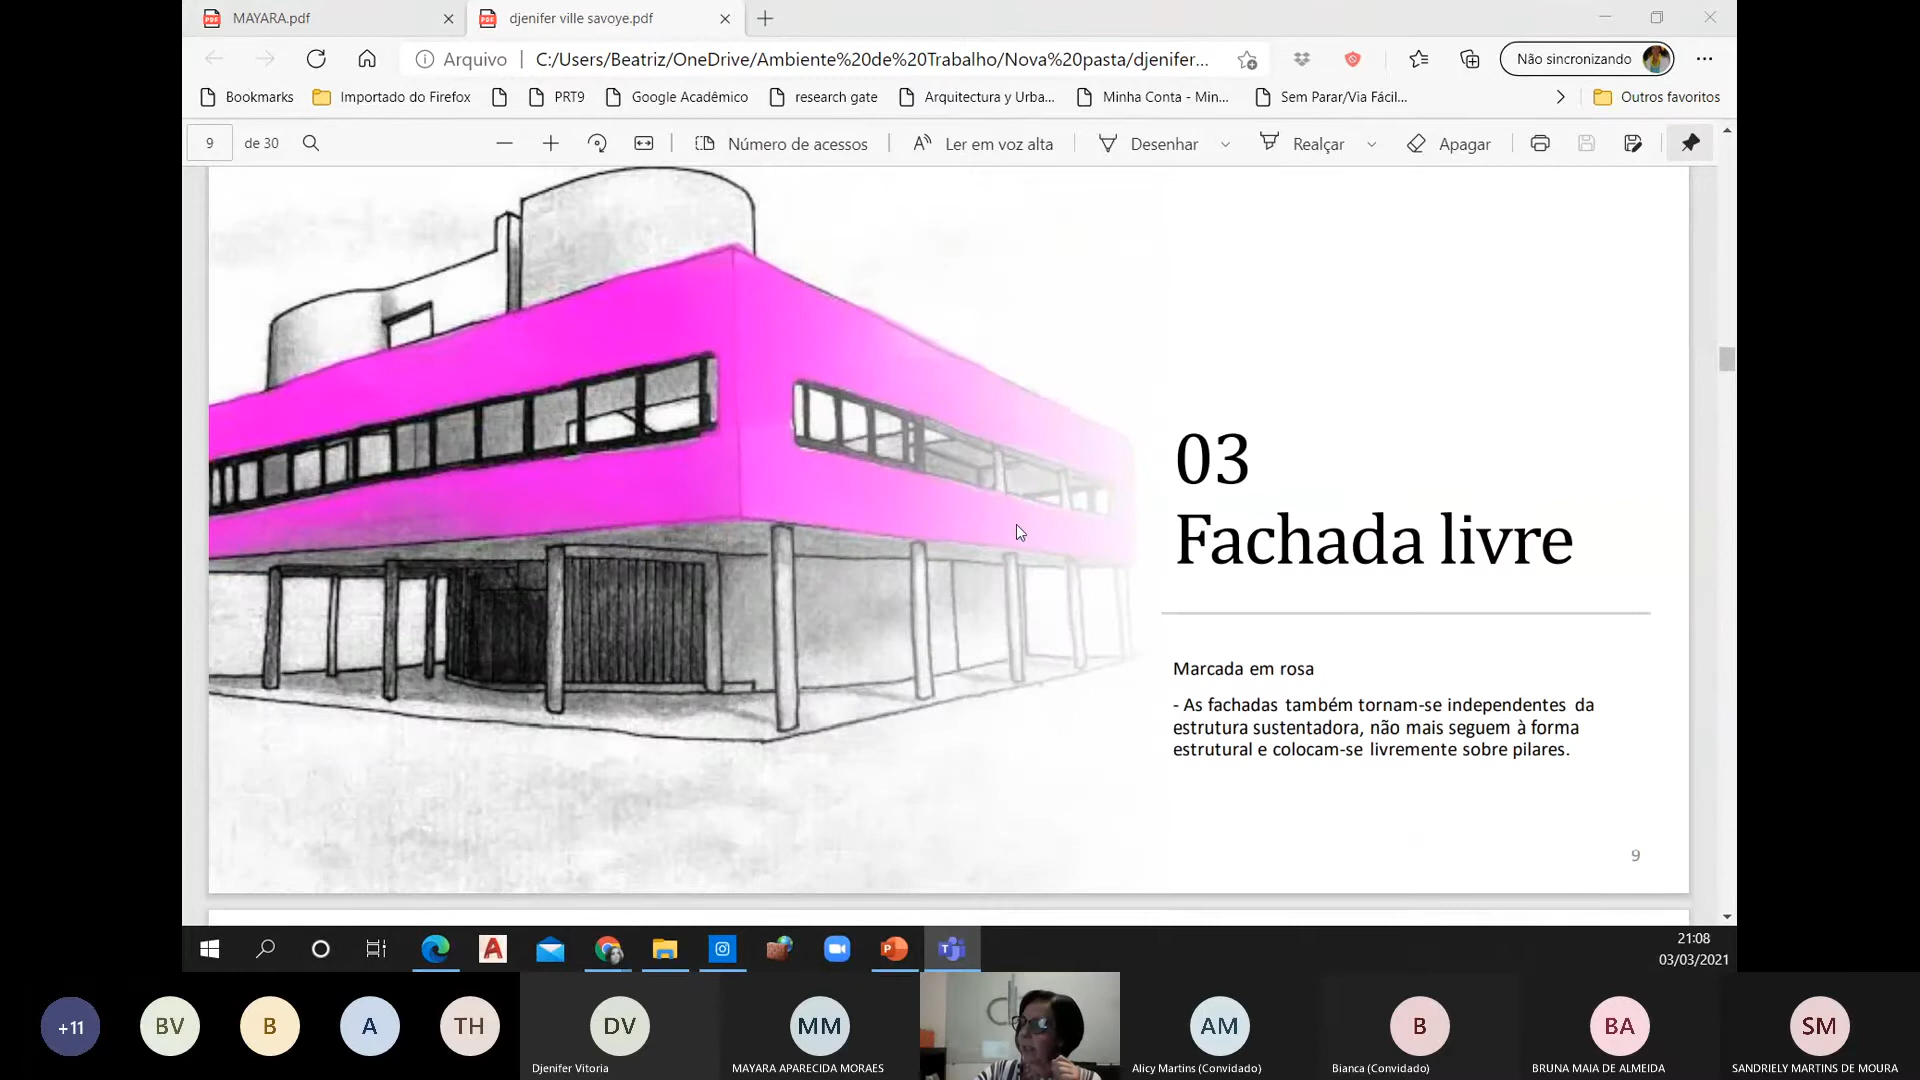 MAYARA.pdf
djenifer ville savoye.pdf
Arquivo
C:/Users/Beatriz/OneDrive/Ambiente%20de%20Trabalho/Nova%20pasta/djenifer...
Não sincronizando
Bookmarks
Importado do Firefox
PRT9
Google Acadêmico
research gate
Arquitectura y Urba...
Minha Conta - Min...
Sem Parar/Via Fácil...
Outros favoritos
9 de 30
Número de acessos
Ler em voz alta
Desenhar
Realçar
Apagar
03
Fachada livre
Marcada em rosa
- As fachadas também tornam-se independentes da
estrutura sustentadora, não mais seguem à forma
estrutural e colocam-se livremente sobre pilares.
9
21:08
03/03/2021
+11
BV
B
A
TH
DV
Djenifer Vitoria
MM
MAYARA APARECIDA MORAES
AM
Alicy Martins (Convidado)
B
Bianca (Convidado)
BA
BRUNA MAIA DE ALMEIDA
SM
SANDRIELY MARTINS DE MOURA